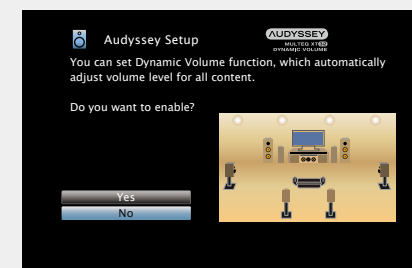 Audyssey Setup
AUDYSSEY
MULTEQ XT32
DYNAMIC VOLUME
You can set Dynamic Volume function, which automatically
adjust volume level for all content.
Do you want to enable?
Yes
No